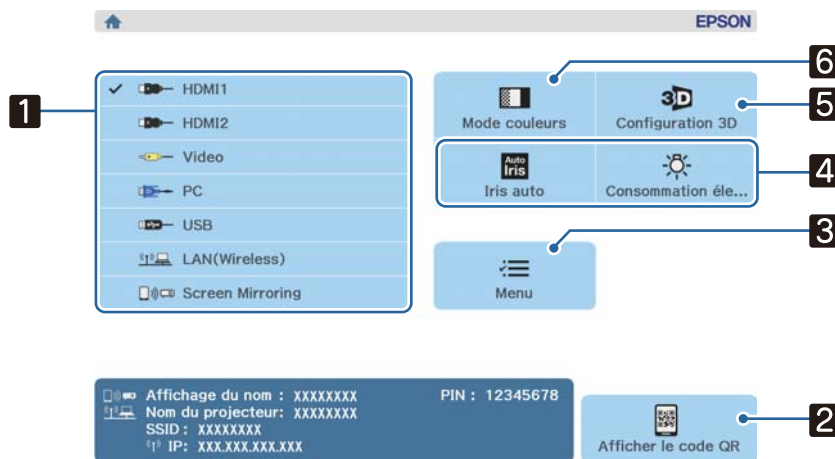 EPSON
1
HDMI1
HDMI2
Video
PC
USB
LAN(Wireless)
Screen Mirroring
Mode couleurs
6
3D
Configuration 3D
5
Auto
Iris
Iris auto
Consommation éle...
4
Menu
3
Affichage du nom : XXXXXXXX PIN : 12345678
Nom du projecteur: XXXXXXXX
SSID : XXXXXXXX
IP: XXX.XXX.XXX.XXX
Afficher le code QR
2